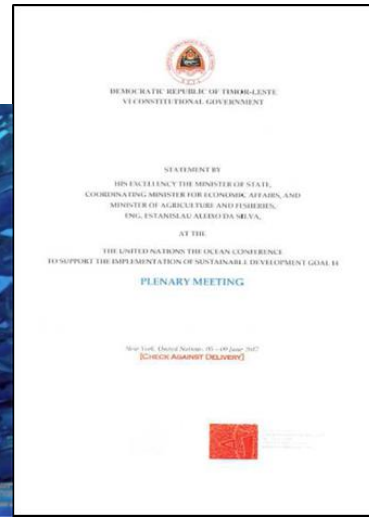 DEMOCRATIC REPUBLIC OF TIMOR-LESTE
VI CONSTITUTIONAL GOVERNMENT
STATEMENT BY
HIS EXCELLENCY THE MINISTER OF STATE,
COORDINATING MINISTER FOR ECONOMIC AFFAIRS, AND
MINISTER OF AGRICULTURE AND FISHERIES,
ENG. ESTANISLAU ALEIXO DA SILVA,
AT THE
THE UNITED NATIONS THE OCEAN CONFERENCE
TO SUPPORT THE IMPLEMENTATION OF SUSTAINABLE DEVELOPMENT GOAL 14
PLENARY MEETING
New York, United Nations, 05 – 09 June 2017
[CHECK AGAINST DELIVERY]